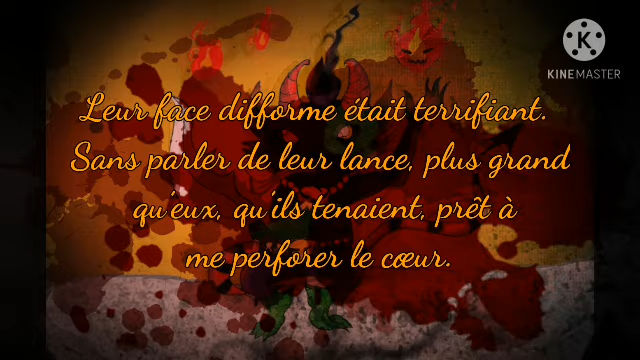 K
KINEMASTER
Leur face difforme était terrifiant.
Sans parler de leur lance, plus grand
qu'eux, qu'ils tenaient, prêt à
me perforer le cœur.